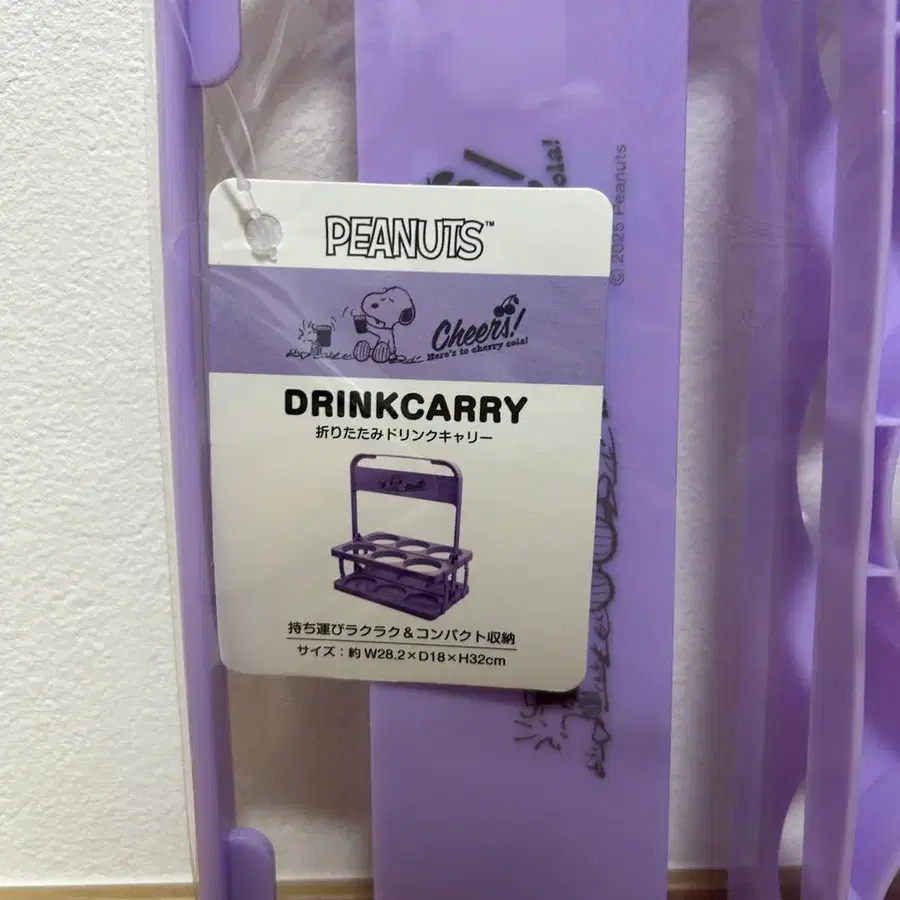 PEANUTS™
Cheers!
Here's to cherry cola!
DRINKCARRY
折りたたみドリンクキャリー
持ち運びラクラク&コンパクト収納
サイズ:約 W28.2×D18×H32cm
© 2025 Peanuts